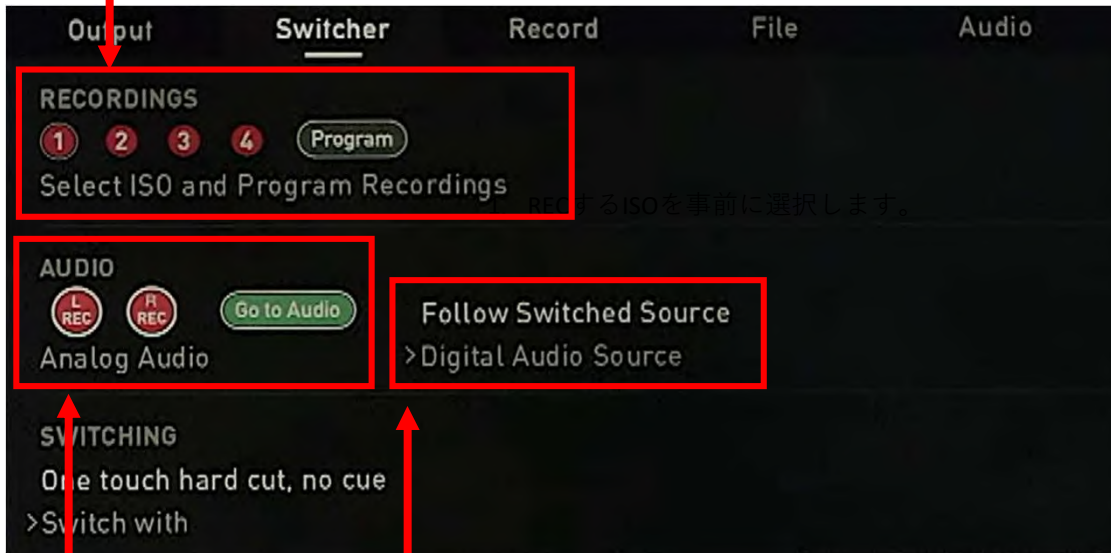 Output Switcher Record File Audio
RECORDINGS
1 2 3 4 Program
Select ISO and Program Recordings
1. RECするISOを事前に選択します。
AUDIO
L REC R REC Go to Audio
Analog Audio
Follow Switched Source
>Digital Audio Source
SWITCHING
One touch hard cut, no cue
>Switch with